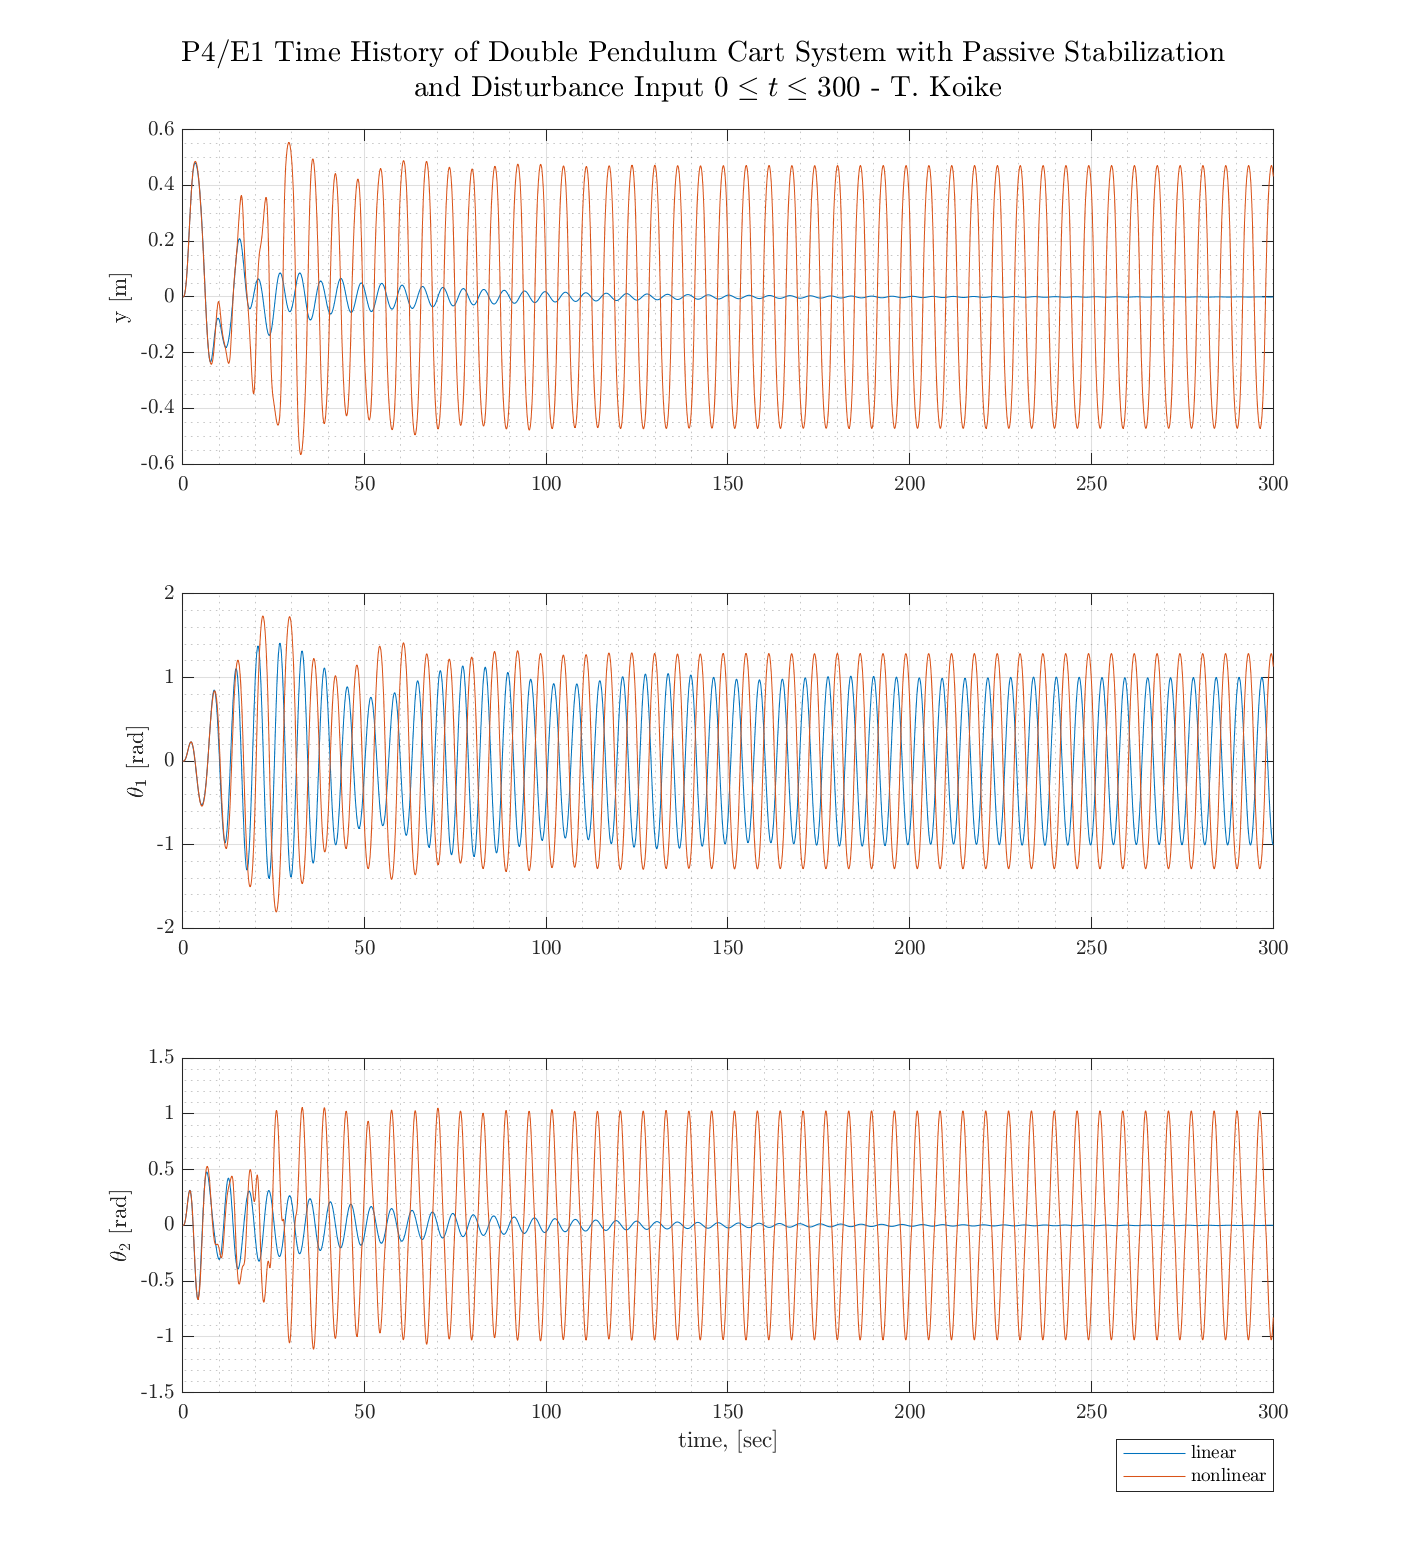 P4/E1 Time History of Double Pendulum Cart System with Passive Stabilization
and Disturbance Input 0 ≤ t ≤ 300 - T. Koike
0.6
0.4
0.2
0
-0.2
-0.4
-0.6
y [m]
0 50 100 150 200 250 300
2
1
0
-1
-2
θ₁ [rad]
0 50 100 150 200 250 300
1.5
1
0.5
0
-0.5
-1
-1.5
θ₂ [rad]
0 50 100 150 200 250 300
time, [sec]
linear
nonlinear